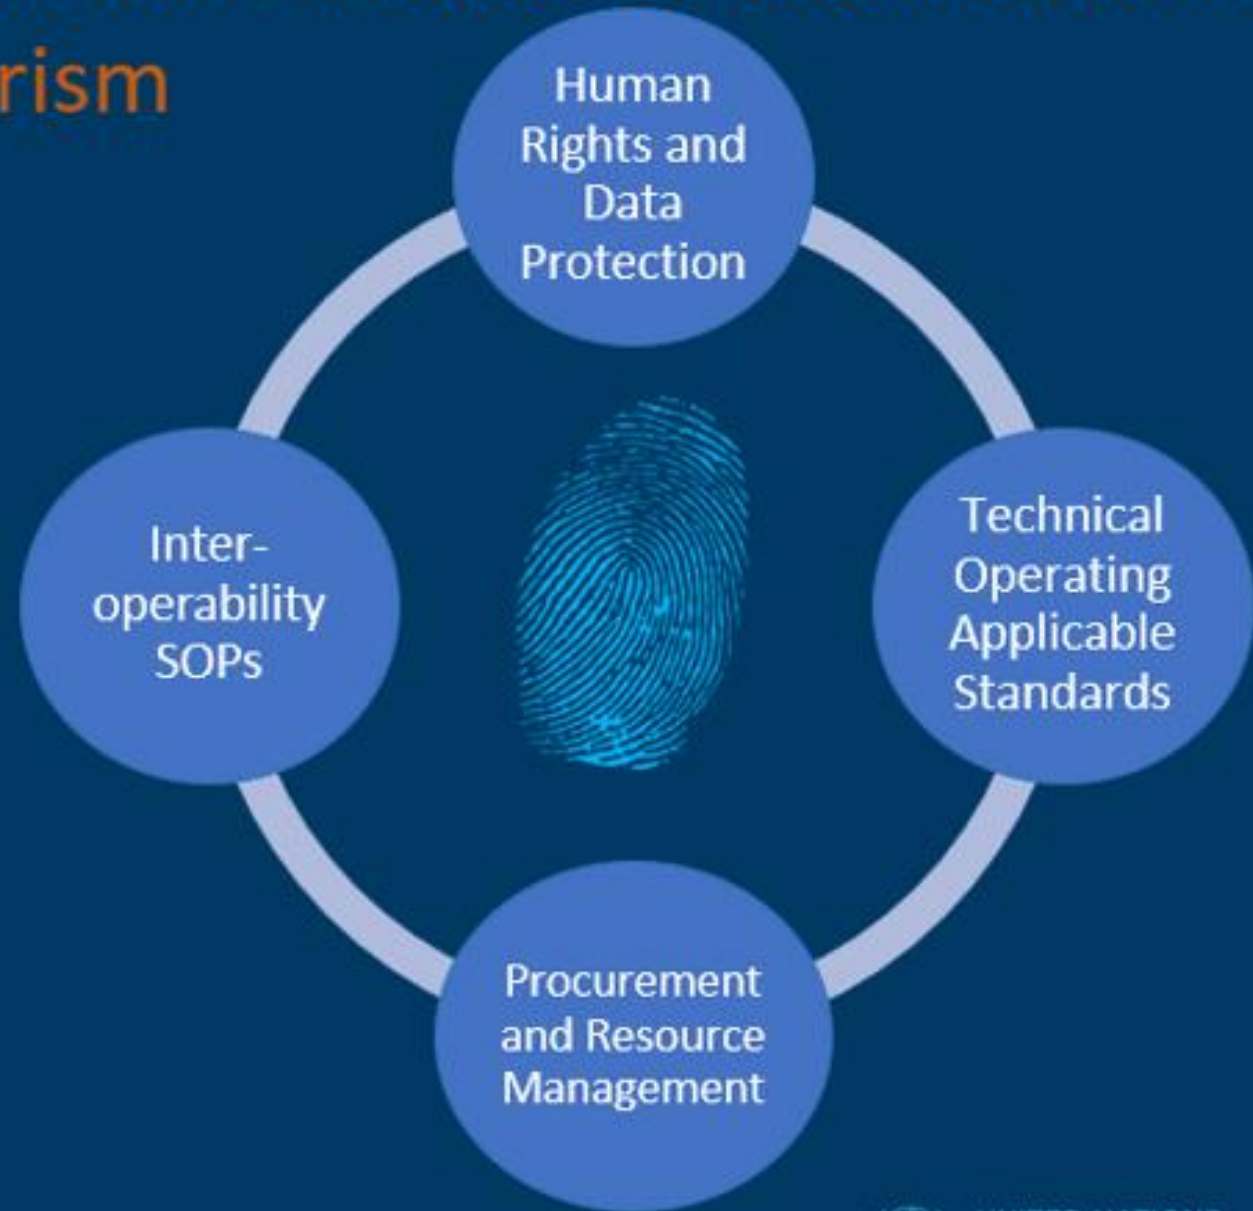 rism
Human
Rights and
Data
Protection
Inter-
operability
SOPs
Technical
Operating
Applicable
Standards
Procurement
and Resource
Management